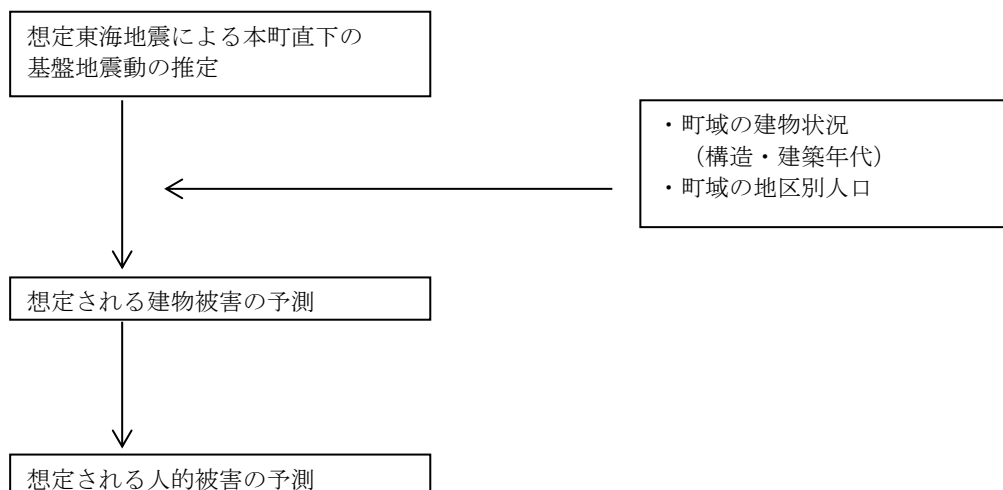 想定東海地震による本町直下の
基盤地震動の推定
・町域の建物状況
（構造・建築年代）
・町域の地区別人口
想定される建物被害の予測
想定される人的被害の予測